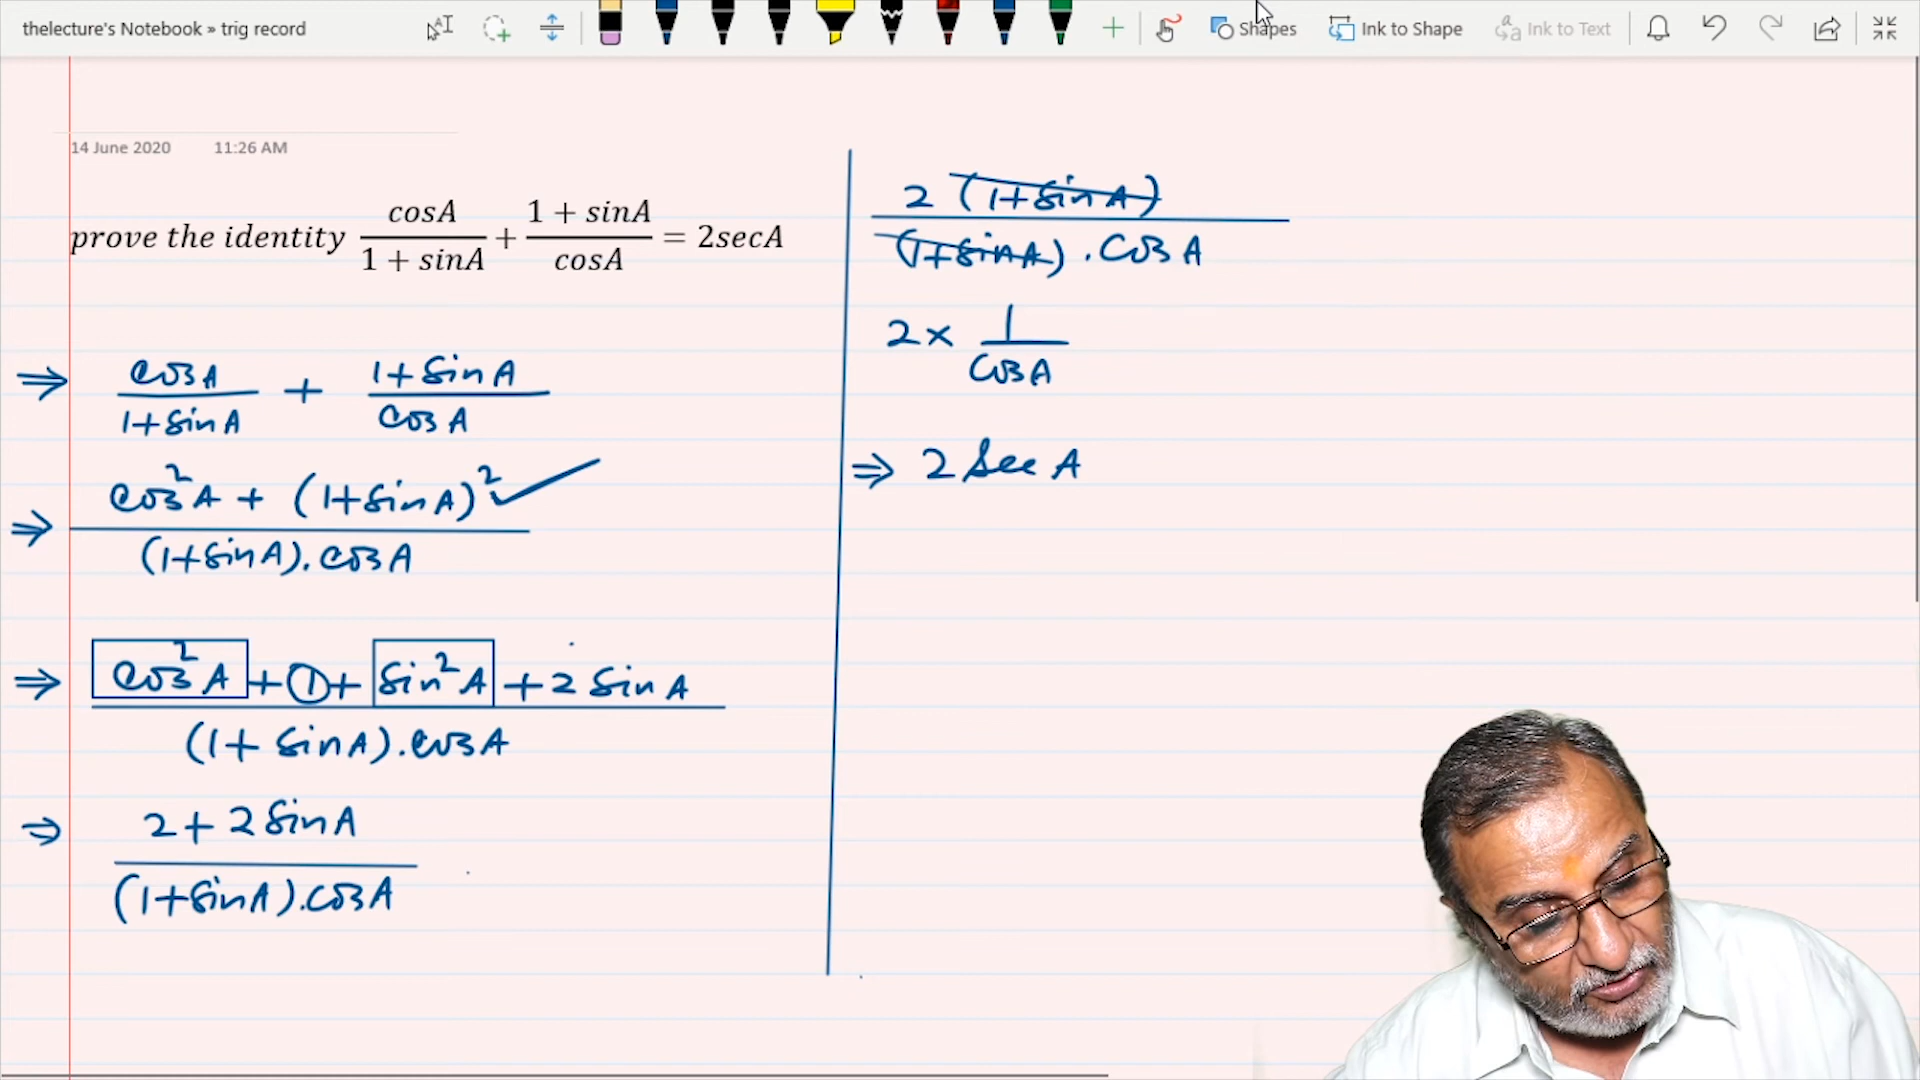 thelecture's Notebook » trig record
Shapes
Ink to Shape
Ink to Text
14 June 2020 11:26 AM
prove the identity cosA/(1 + sinA) + (1 + sinA)/cosA = 2secA
⇒ cosA/(1+sinA) + (1+sinA)/cosA
⇒ (cos²A + (1+sinA)²)/((1+sinA).cosA) ✓
⇒ (cos²A + ① + sin²A + 2sinA)/((1+sinA).cosA)
⇒ (2+2sinA)/((1+sinA).cosA)
2(1+sinA)/((1+sinA).cosA)
2 × 1/cosA
⇒ 2 Sec A